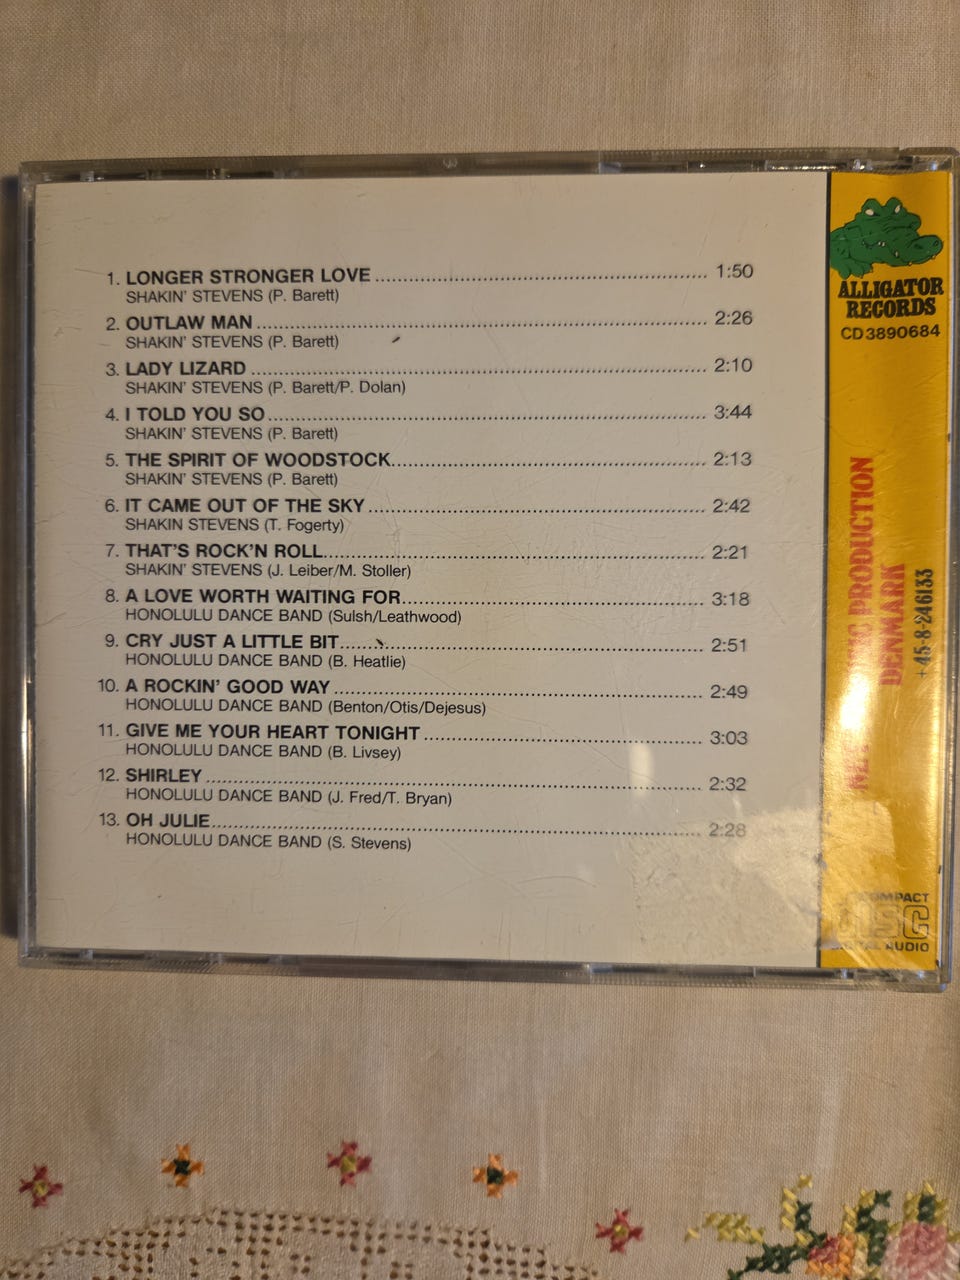 1. LONGER STRONGER LOVE 1:50
SHAKIN' STEVENS (P. Barett)
2. OUTLAW MAN 2:26
SHAKIN' STEVENS (P. Barett)
3. LADY LIZARD 2:10
SHAKIN' STEVENS (P. Barett/P. Dolan)
4. I TOLD YOU SO 3:44
SHAKIN' STEVENS (P. Barett)
5. THE SPIRIT OF WOODSTOCK 2:13
SHAKIN' STEVENS (P. Barett)
6. IT CAME OUT OF THE SKY 2:42
SHAKIN STEVENS (T. Fogerty)
7. THAT'S ROCK'N ROLL 2:21
SHAKIN' STEVENS (J. Leiber/M. Stoller)
8. A LOVE WORTH WAITING FOR 3:18
HONOLULU DANCE BAND (Sulsh/Leathwood)
9. CRY JUST A LITTLE BIT 2:51
HONOLULU DANCE BAND (B. Heatlie)
10. A ROCKIN' GOOD WAY 2:49
HONOLULU DANCE BAND (Benton/Otis/Dejesus)
11. GIVE ME YOUR HEART TONIGHT 3:03
HONOLULU DANCE BAND (B. Livsey)
12. SHIRLEY 2:32
HONOLULU DANCE BAND (J. Fred/T. Bryan)
13. OH JULIE 2:28
HONOLULU DANCE BAND (S. Stevens)
ALLIGATOR
RECORDS
CD 3890684
PRODUCTION
DENMARK
+45-8-246133
COMPACT
DISC
DIGITAL AUDIO